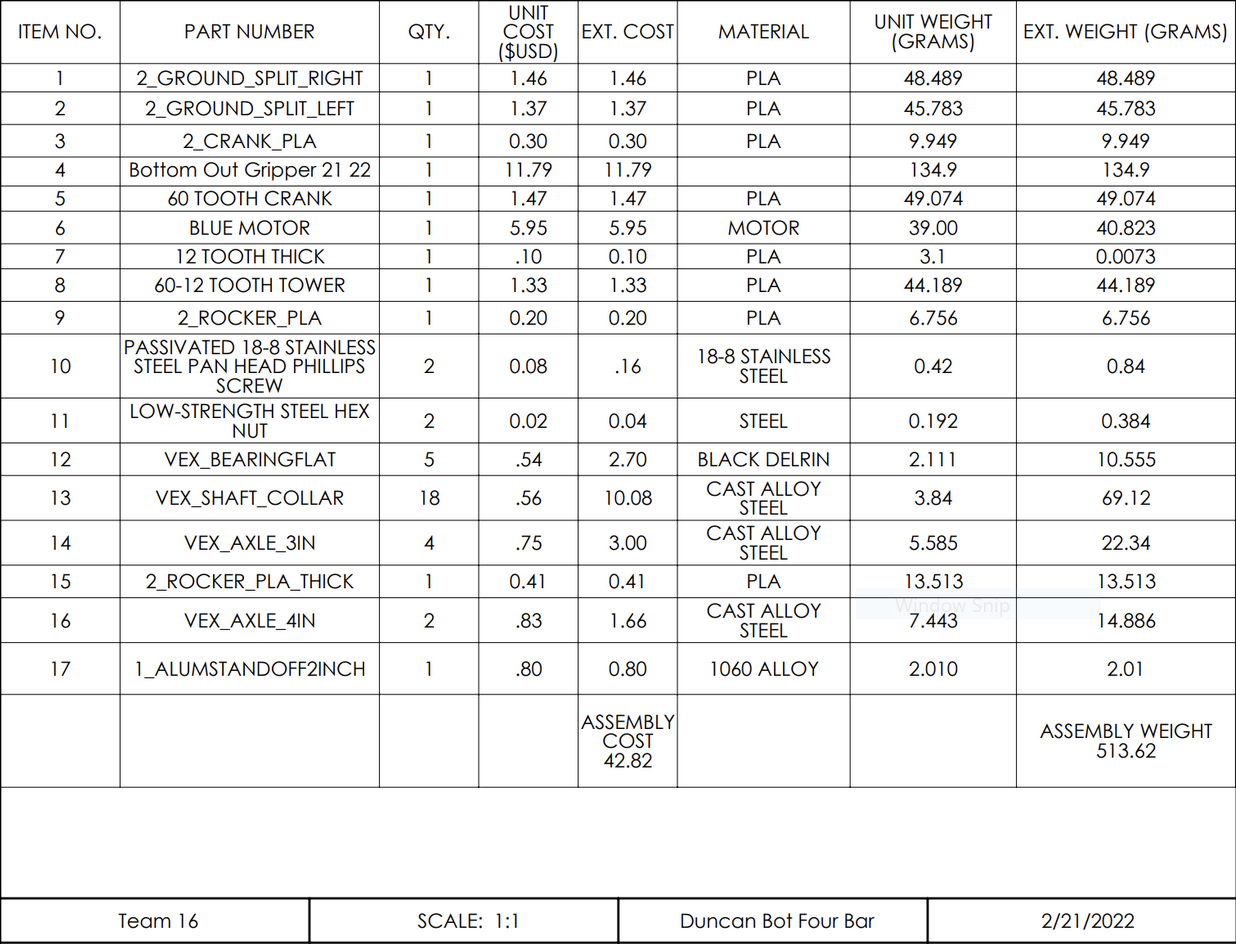 ITEM NO. PART NUMBER QTY. UNIT COST ($USD) EXT. COST MATERIAL UNIT WEIGHT (GRAMS) EXT. WEIGHT (GRAMS)
1 2_GROUND_SPLIT_RIGHT 1 1.46 1.46 PLA 48.489 48.489
2 2_GROUND_SPLIT_LEFT 1 1.37 1.37 PLA 45.783 45.783
3 2_CRANK_PLA 1 0.30 0.30 PLA 9.949 9.949
4 Bottom Out Gripper 21 22 1 11.79 11.79 134.9 134.9
5 60 TOOTH CRANK 1 1.47 1.47 PLA 49.074 49.074
6 BLUE MOTOR 1 5.95 5.95 MOTOR 39.00 40.823
7 12 TOOTH THICK 1 .10 0.10 PLA 3.1 0.0073
8 60-12 TOOTH TOWER 1 1.33 1.33 PLA 44.189 44.189
9 2_ROCKER_PLA 1 0.20 0.20 PLA 6.756 6.756
10 PASSIVATED 18-8 STAINLESS STEEL PAN HEAD PHILLIPS SCREW 2 0.08 .16 18-8 STAINLESS STEEL 0.42 0.84
11 LOW-STRENGTH STEEL HEX NUT 2 0.02 0.04 STEEL 0.192 0.384
12 VEX_BEARINGFLAT 5 .54 2.70 BLACK DELRIN 2.111 10.555
13 VEX_SHAFT_COLLAR 18 .56 10.08 CAST ALLOY STEEL 3.84 69.12
14 VEX_AXLE_3IN 4 .75 3.00 CAST ALLOY STEEL 5.585 22.34
15 2_ROCKER_PLA_THICK 1 0.41 0.41 PLA 13.513 13.513
Window Snip
16 VEX_AXLE_4IN 2 .83 1.66 CAST ALLOY STEEL 7.443 14.886
17 1_ALUMSTANDOFF2INCH 1 .80 0.80 1060 ALLOY 2.010 2.01
ASSEMBLY COST 42.82 ASSEMBLY WEIGHT 513.62
Team 16 SCALE: 1:1 Duncan Bot Four Bar 2/21/2022